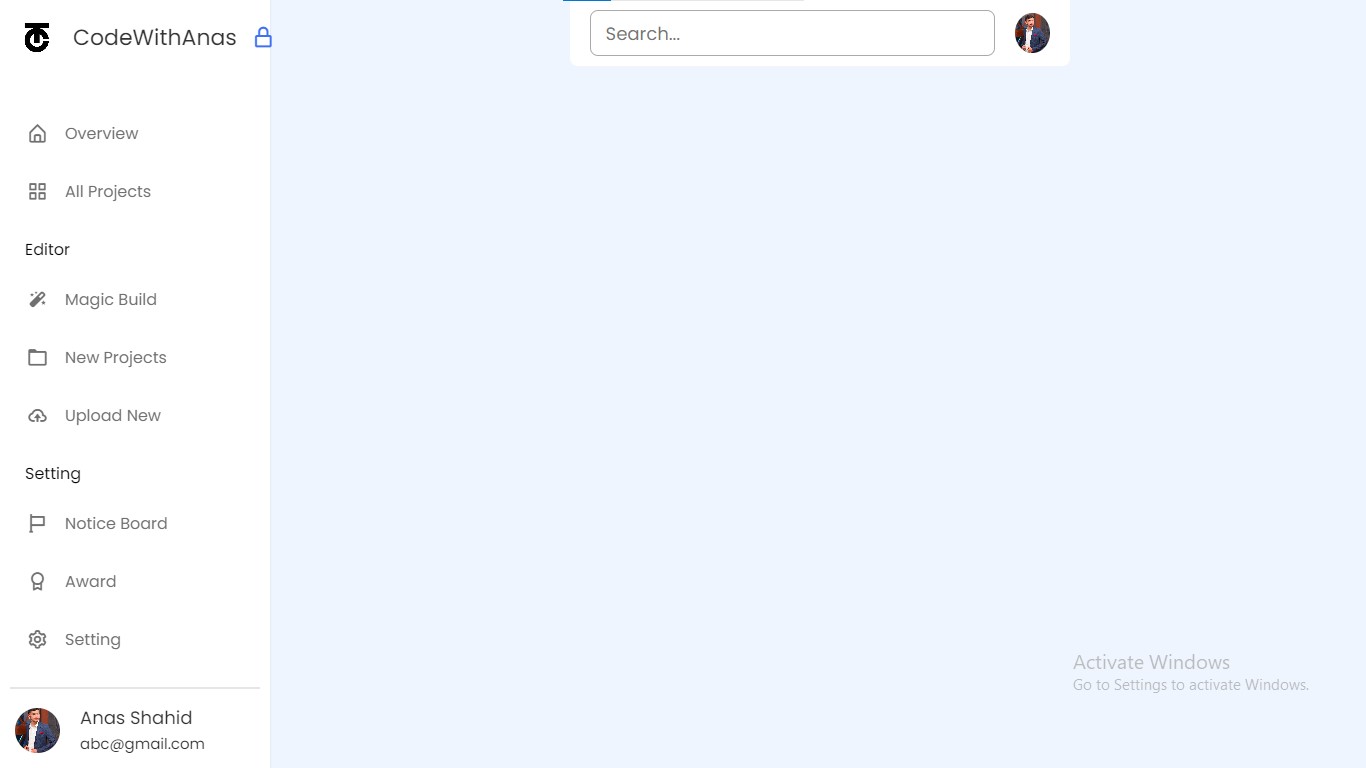 CodeWithAnas
Search...
Overview
All Projects
Editor
Magic Build
New Projects
Upload New
Setting
Notice Board
Award
Setting
Anas Shahid
abc@gmail.com
Activate Windows
Go to Settings to activate Windows.